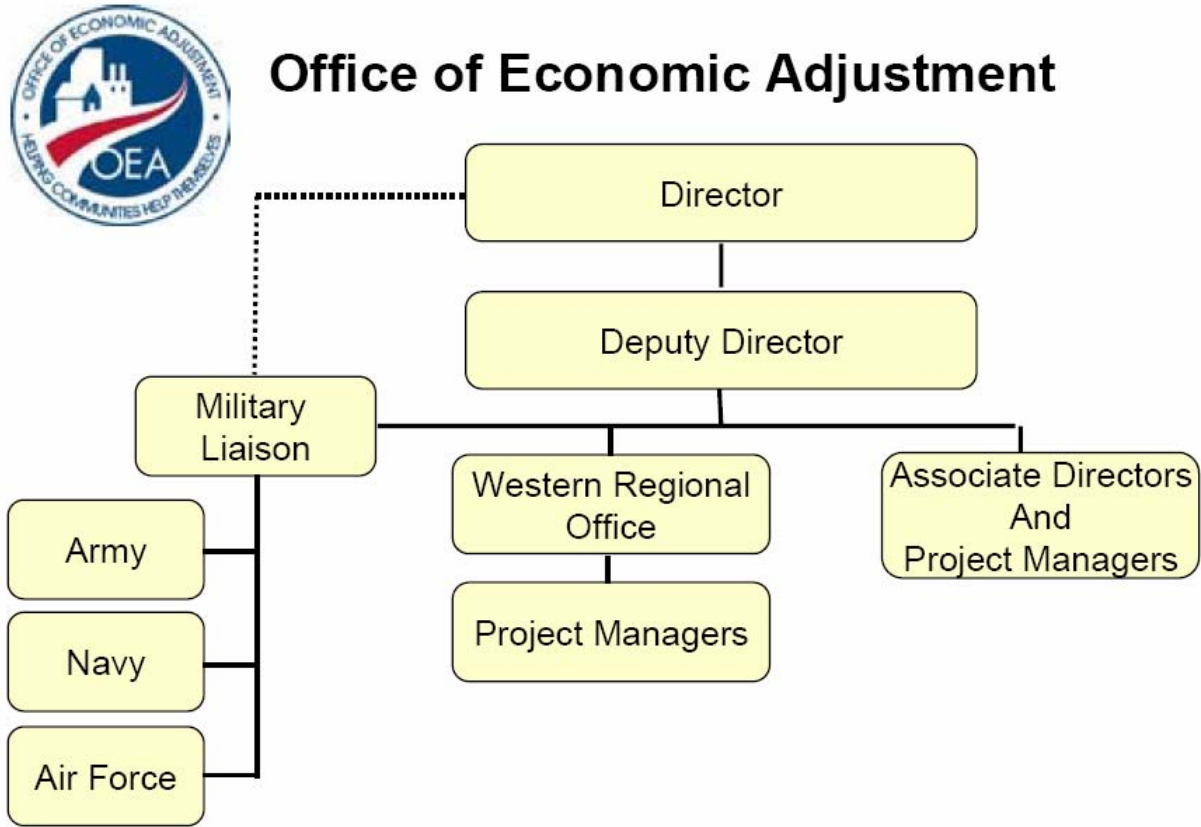 OFFICE OF ECONOMIC ADJUSTMENT
OEA
HELPING COMMUNITIES HELP THEMSELVES
Office of Economic Adjustment
Director
Deputy Director
Military
Liaison
Western Regional
Office
Associate Directors
And
Project Managers
Army
Project Managers
Navy
Air Force